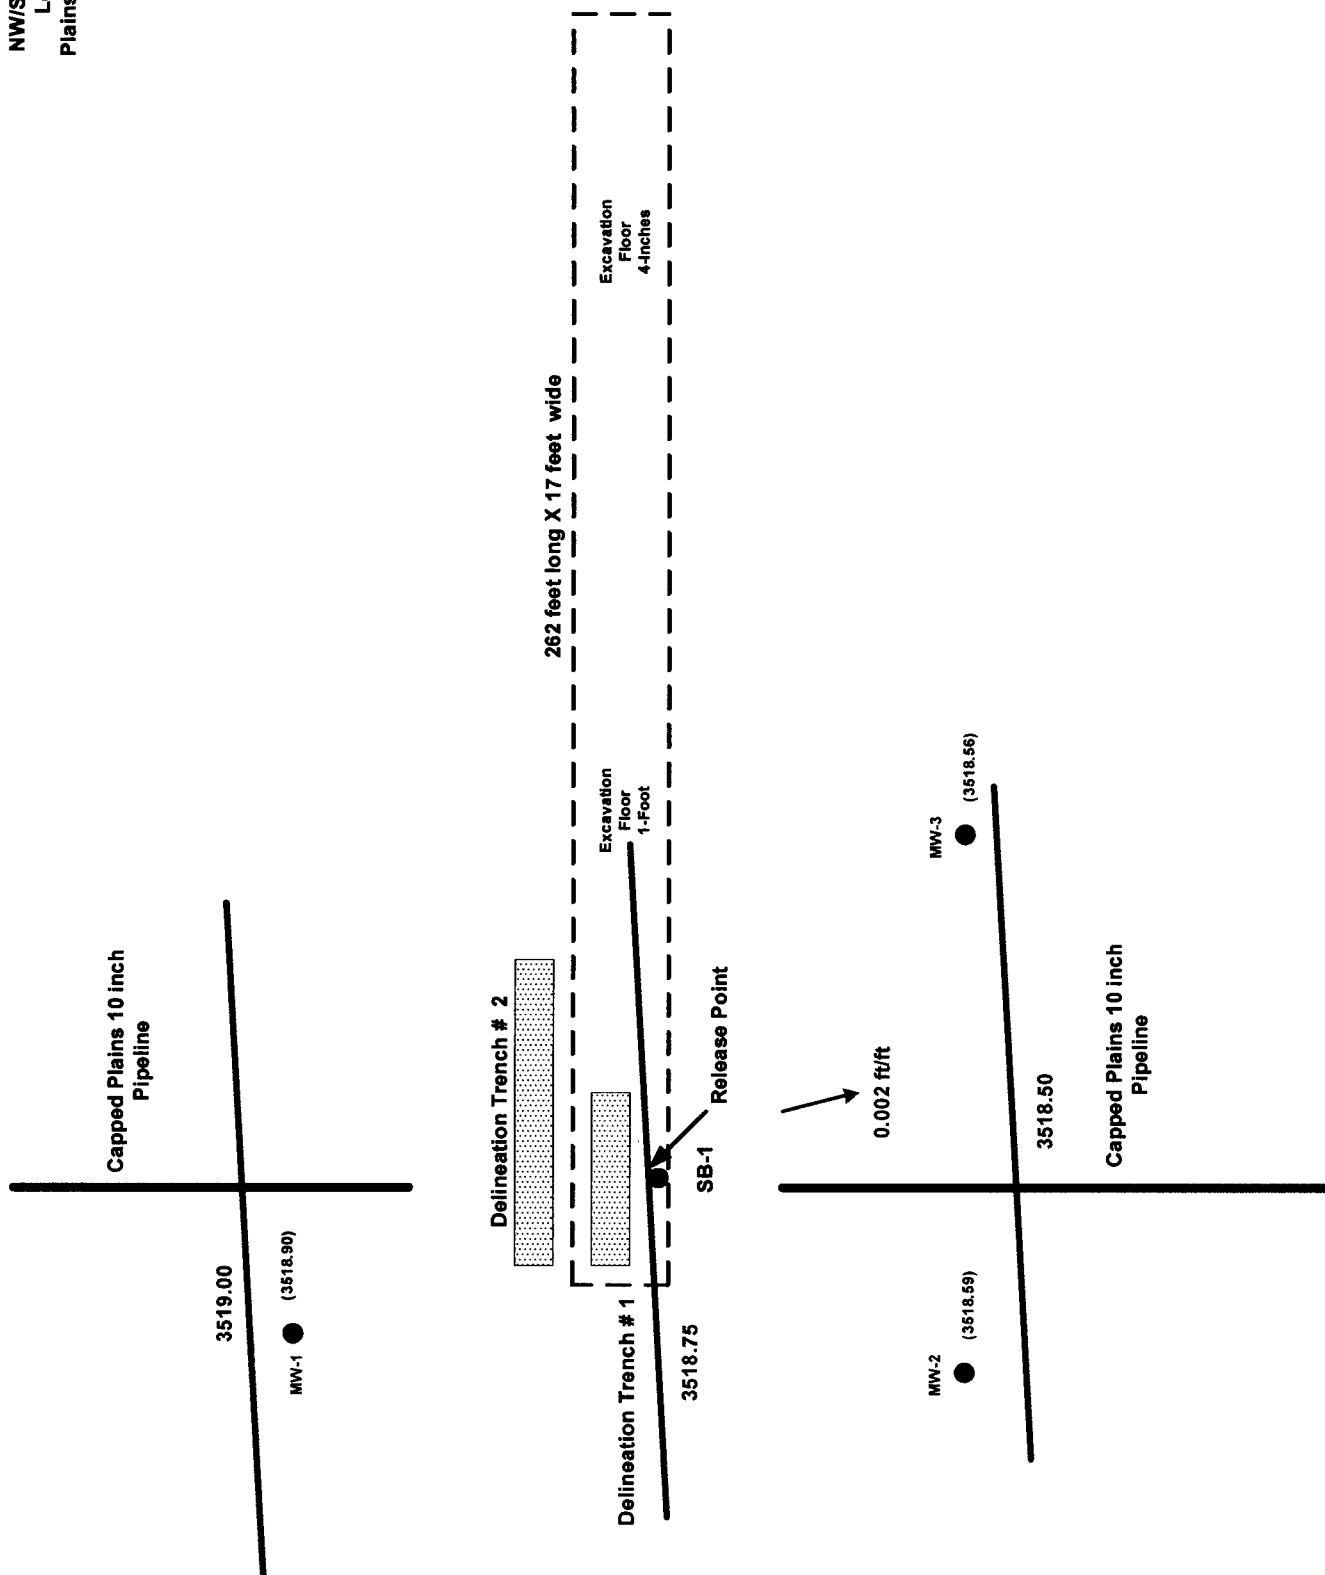 NW/S
L
Plains
Capped Plains 10 inch
Pipeline
3519.00
(3518.90)
MW-1
262 feet long X 17 feet wide
Excavation
Floor
4-Inches
Excavation
Floor
1-Foot
Delineation Trench # 2
Delineation Trench # 1
Release Point
SB-1
3518.75
0.002 ft/ft
MW-3
(3518.56)
MW-2
(3518.59)
3518.50
Capped Plains 10 inch
Pipeline